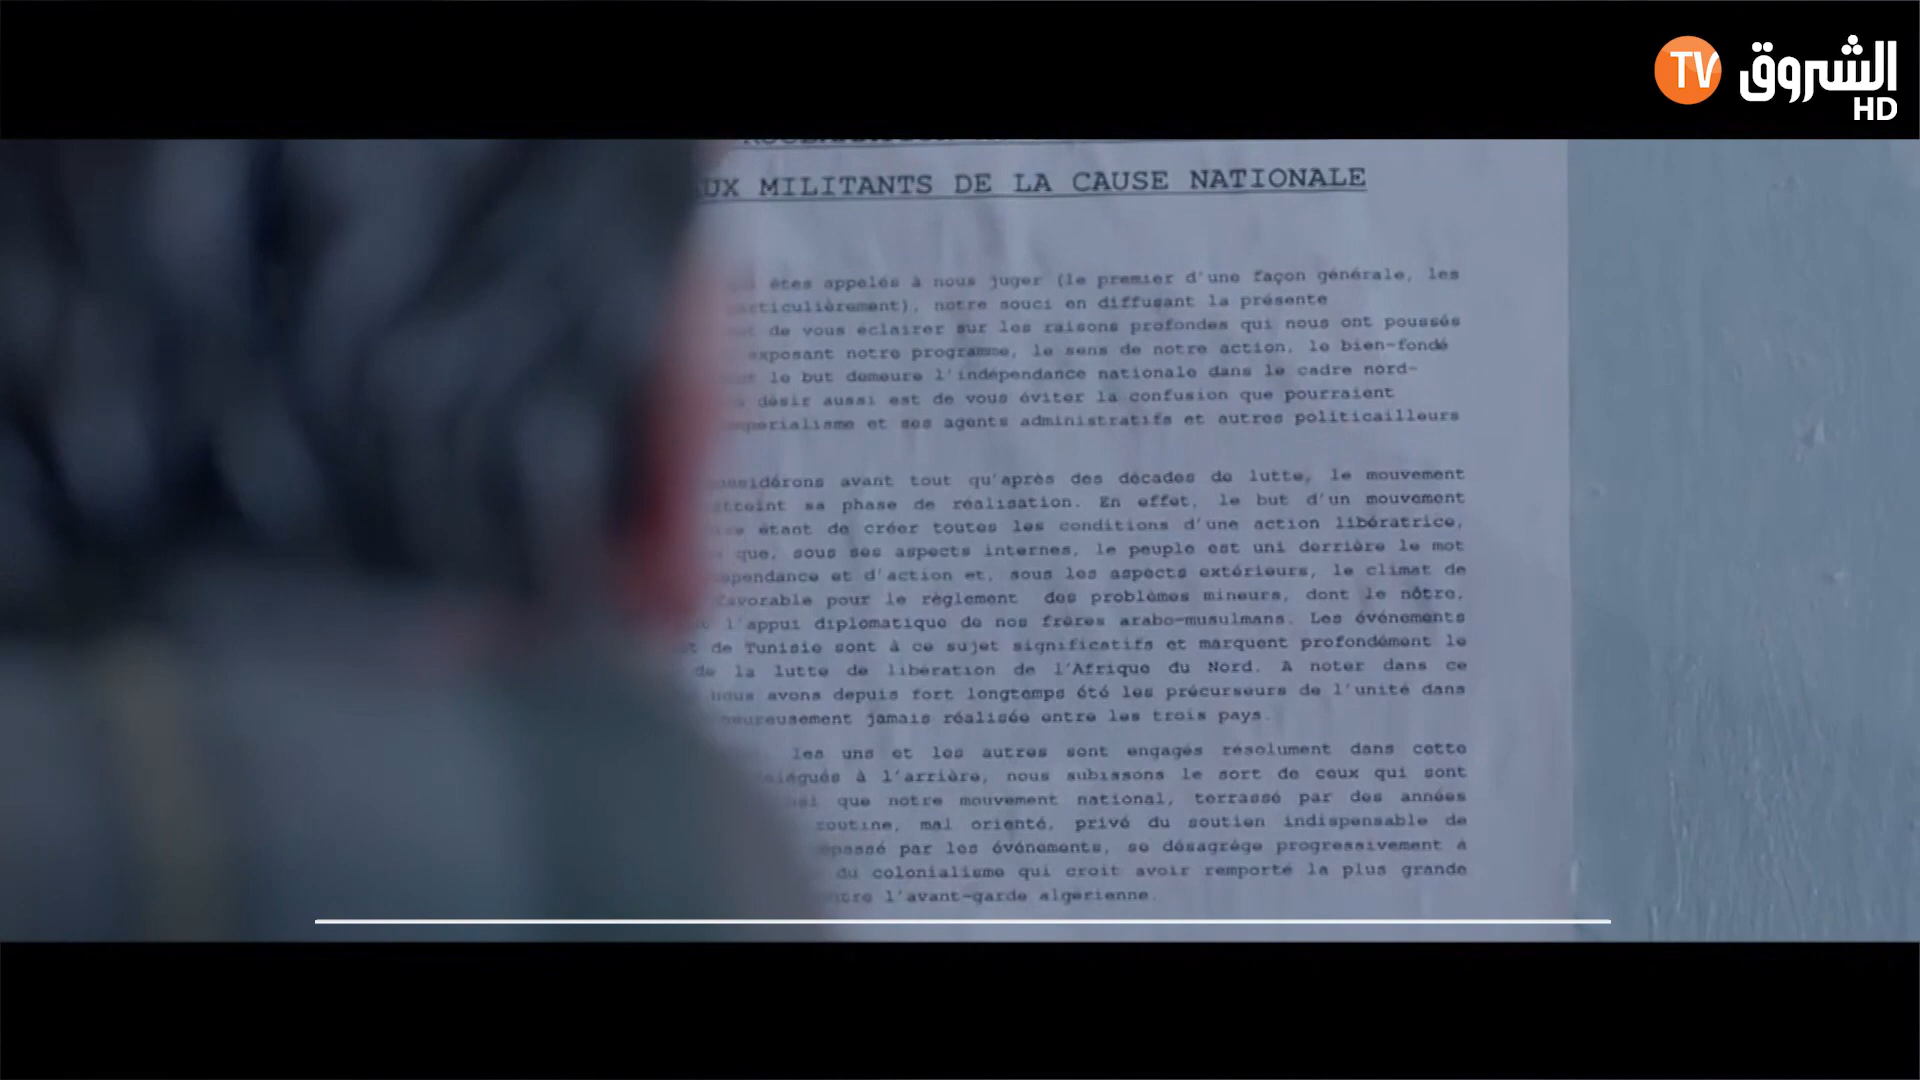 TV الشروق
HD
UX MILITANTS DE LA CAUSE NATIONALE
êtes appelés à nous juger (le premier d'une façon générale, les
articulièrement), notre souci en diffusant la présente
de vous éclairer sur les raisons profondes qui nous ont poussés
exposant notre programme, le sens de notre action, le bien-fondé
le but demeure l'indépendance nationale dans le cadre nord-
désir aussi est de vous éviter la confusion que pourraient
mpérialisme et ses agents administratifs et autres politicailleurs
onsidérons avant tout qu'après des décades de lutte, le mouvement
atteint sa phase de réalisation. En effet, le but d'un mouvement
étant de créer toutes les conditions d'une action libératrice,
que, sous ses aspects internes, le peuple est uni derrière le mot
épendance et d'action et, sous les aspects extérieurs, le climat de
favorable pour le règlement des problèmes mineurs, dont le nôtre,
l'appui diplomatique de nos frères arabo-musulmans. Les événements
de Tunisie sont à ce sujet significatifs et marquent profondément le
de la lutte de libération de l'Afrique du Nord. A noter dans ce
nous avons depuis fort longtemps été les précurseurs de l'unité dans
heureusement jamais réalisée entre les trois pays.
les uns et les autres sont engagés résolument dans cette
elégués à l'arrière, nous subissons le sort de ceux qui sont
que notre mouvement national, terrassé par des années
routine, mal orienté, privé du soutien indispensable de
épassé par les événements, se désagrège progressivement à
du colonialisme qui croit avoir remporté la plus grande
ntre l'avant-garde algérienne.